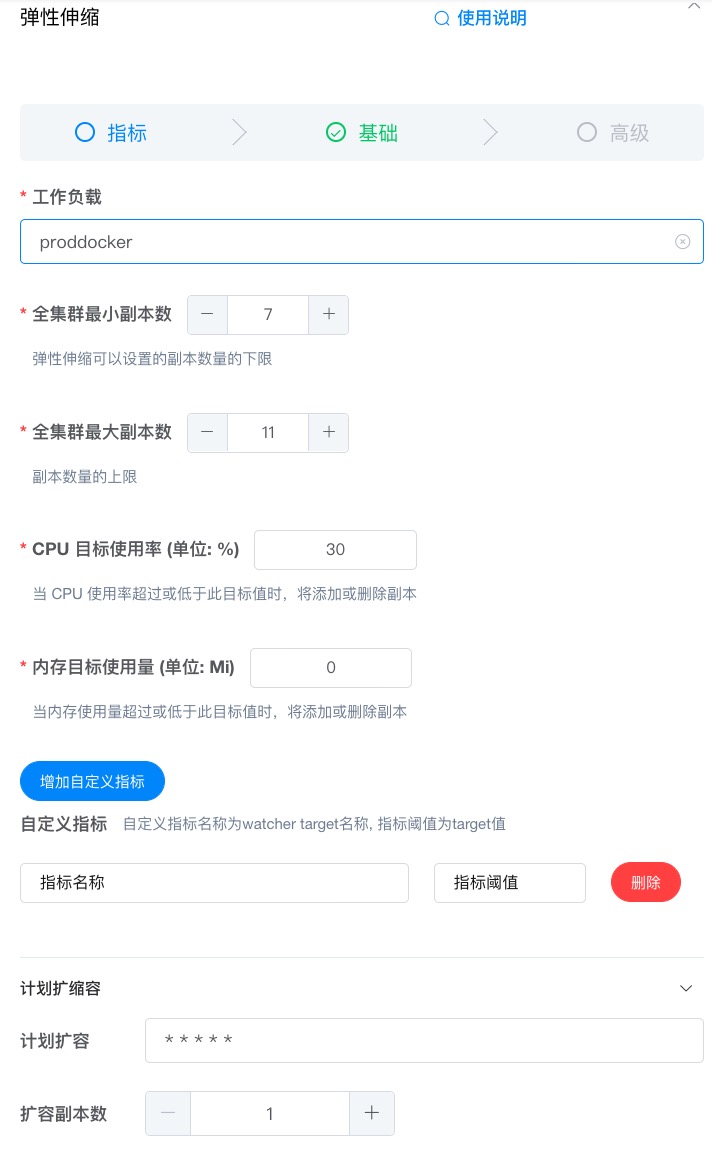 弹性伸缩 使用说明
指标 基础 高级
* 工作负载
proddocker
* 全集群最小副本数 7
弹性伸缩可以设置的副本数量的下限
* 全集群最大副本数 11
副本数量的上限
* CPU 目标使用率 (单位: %) 30
当 CPU 使用率超过或低于此目标值时，将添加或删除副本
* 内存目标使用量 (单位: Mi) 0
当内存使用量超过或低于此目标值时，将添加或删除副本
增加自定义指标
自定义指标 自定义指标名称为watcher target名称, 指标阈值为target值
指标名称 指标阈值 删除
计划扩缩容
计划扩容 * * * * *
扩容副本数 1